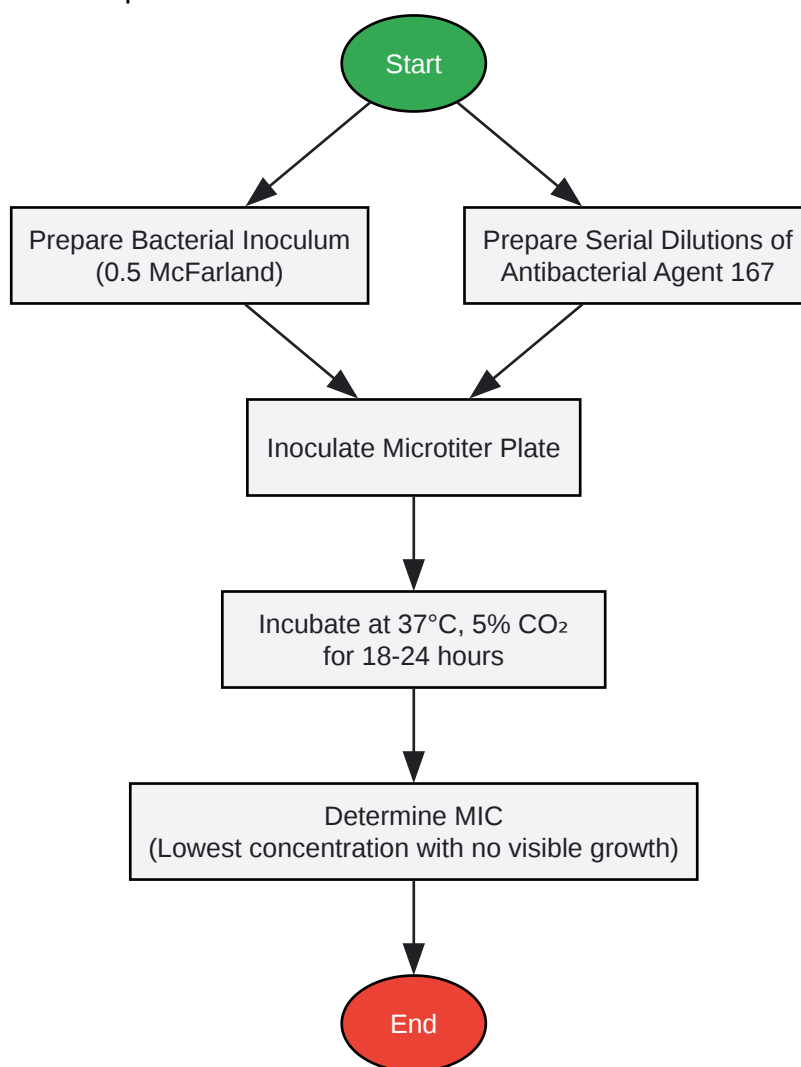 Start
Prepare Bacterial Inoculum
(0.5 McFarland)
Prepare Serial Dilutions of
Antibacterial Agent 167
Inoculate Microtiter Plate
Incubate at 37°C, 5% CO₂
for 18-24 hours
Determine MIC
(Lowest concentration with no visible growth)
End